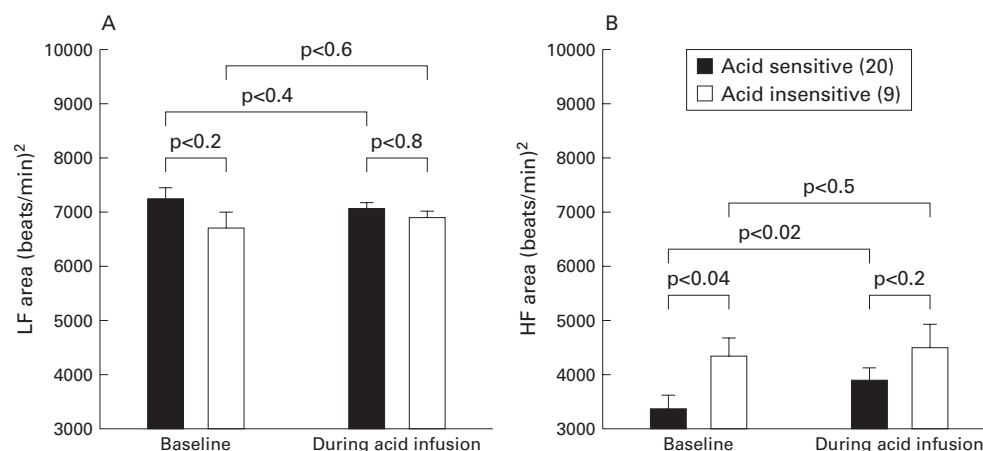 A
10000
9000
8000
7000
6000
5000
4000
3000
LF area (beats/min)2
p<0.6
p<0.4
p<0.2
p<0.8
Baseline
During acid infusion
B
10000
9000
8000
7000
6000
5000
4000
3000
HF area (beats/min)2
Acid sensitive (20)
Acid insensitive (9)
p<0.5
p<0.02
p<0.04
p<0.2
Baseline
During acid infusion